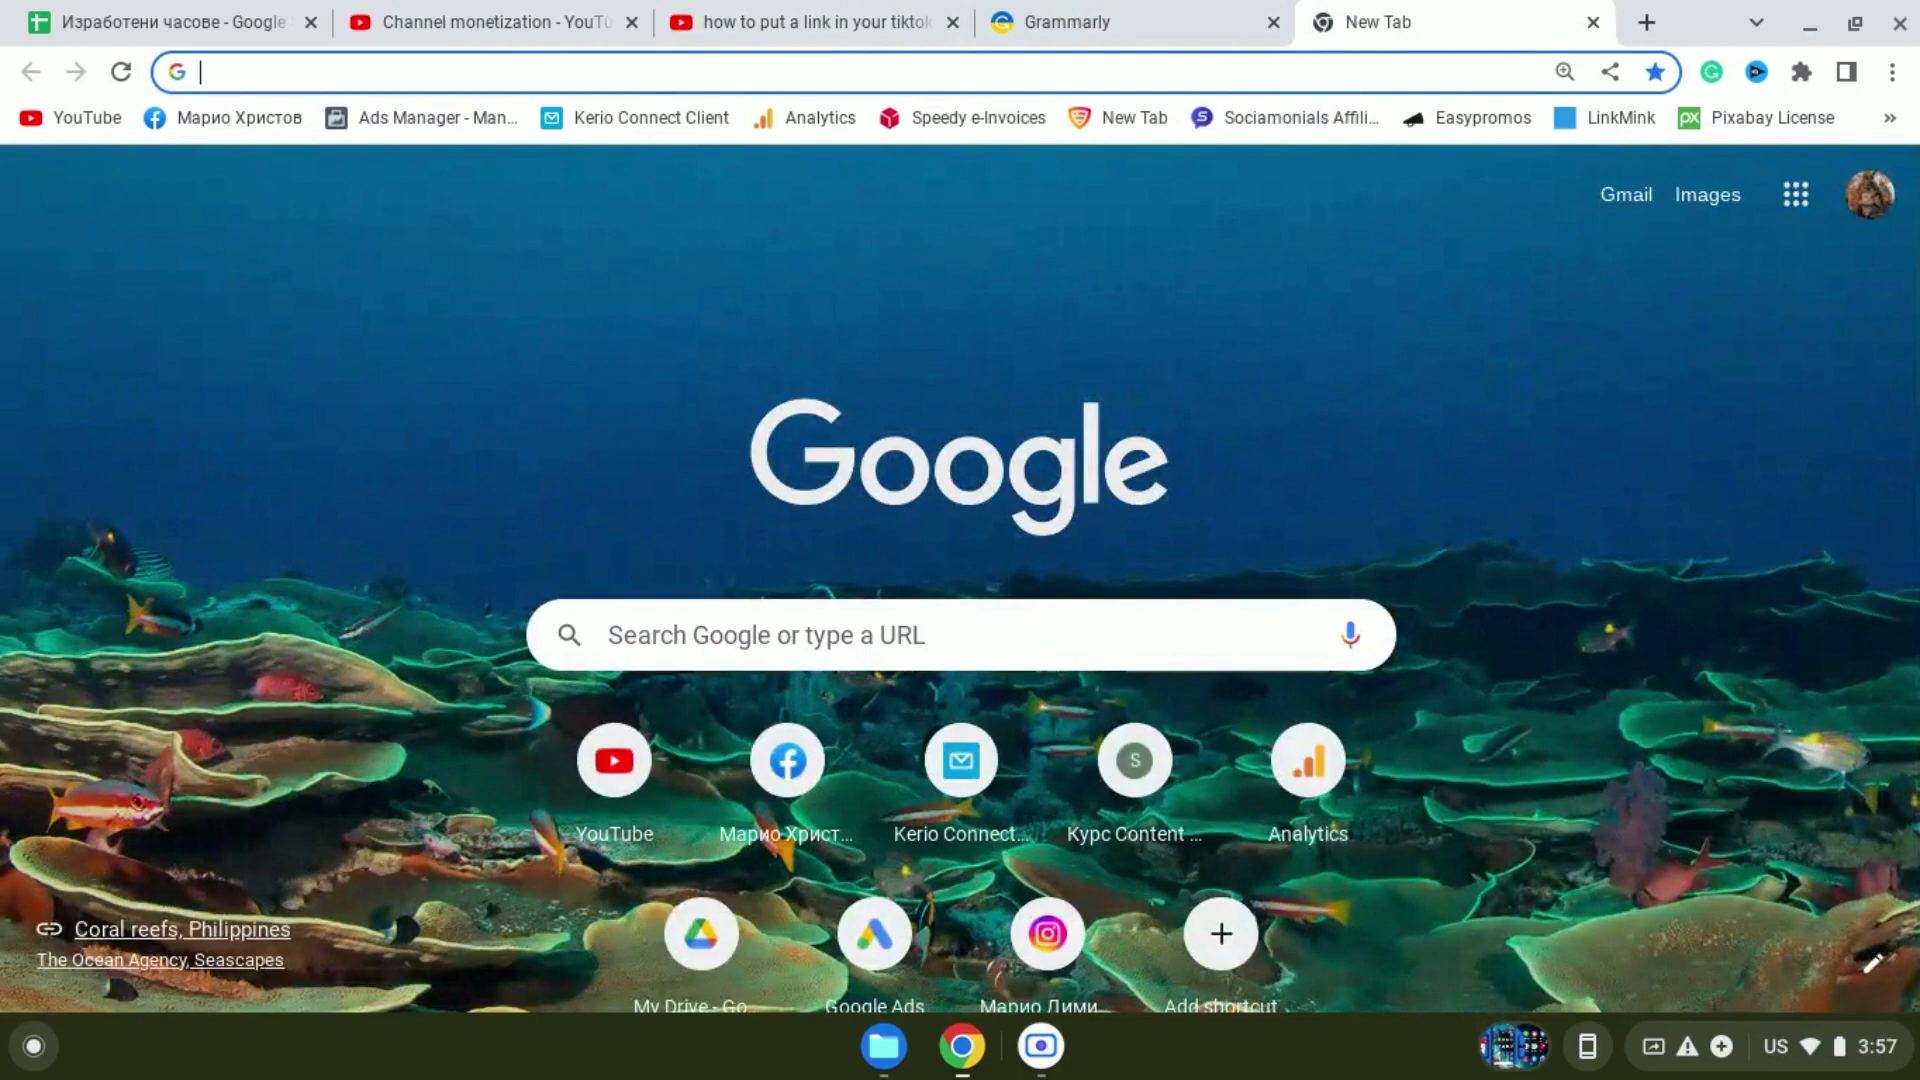 Изработени часове - Google
Channel monetization - YouTu
how to put a link in your tiktok
Grammarly
New Tab
YouTube
Марио Христов
Ads Manager - Man...
Kerio Connect Client
Analytics
Speedy e-Invoices
New Tab
Sociamonials Affili...
Easypromos
LinkMink
Pixabay License
Gmail
Images
Google
Search Google or type a URL
YouTube
Марио Христ...
Kerio Connect...
S
Курс Content ...
Analytics
Coral reefs, Philippines
The Ocean Agency, Seascapes
My Drive - Go
Google Ads
Марио Дими
Add shortcut
US
3:57